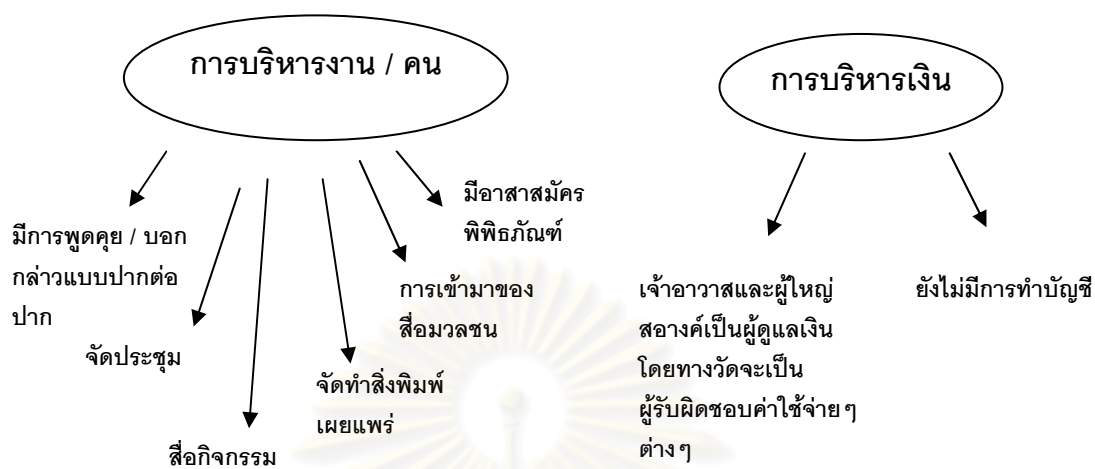 การบริหารงาน / คน
มีการพูดคุย / บอก
กล่าวแบบปากต่อ
ปาก
จัดประชุม
สื่อกิจกรรม
จัดทำสิ่งพิมพ์
เผยแพร่
การเข้ามาของ
สื่อมวลชน
มีอาสาสมัคร
พิพิธภัณฑ์
การบริหารเงิน
เจ้าอาวาสและผู้ใหญ่
สอางค์เป็นผู้ดูแลเงิน
โดยทางวัดจะเป็น
ผู้รับผิดชอบค่าใช้จ่ายๆ
ต่างๆ
ยังไม่มีการทำบัญชี